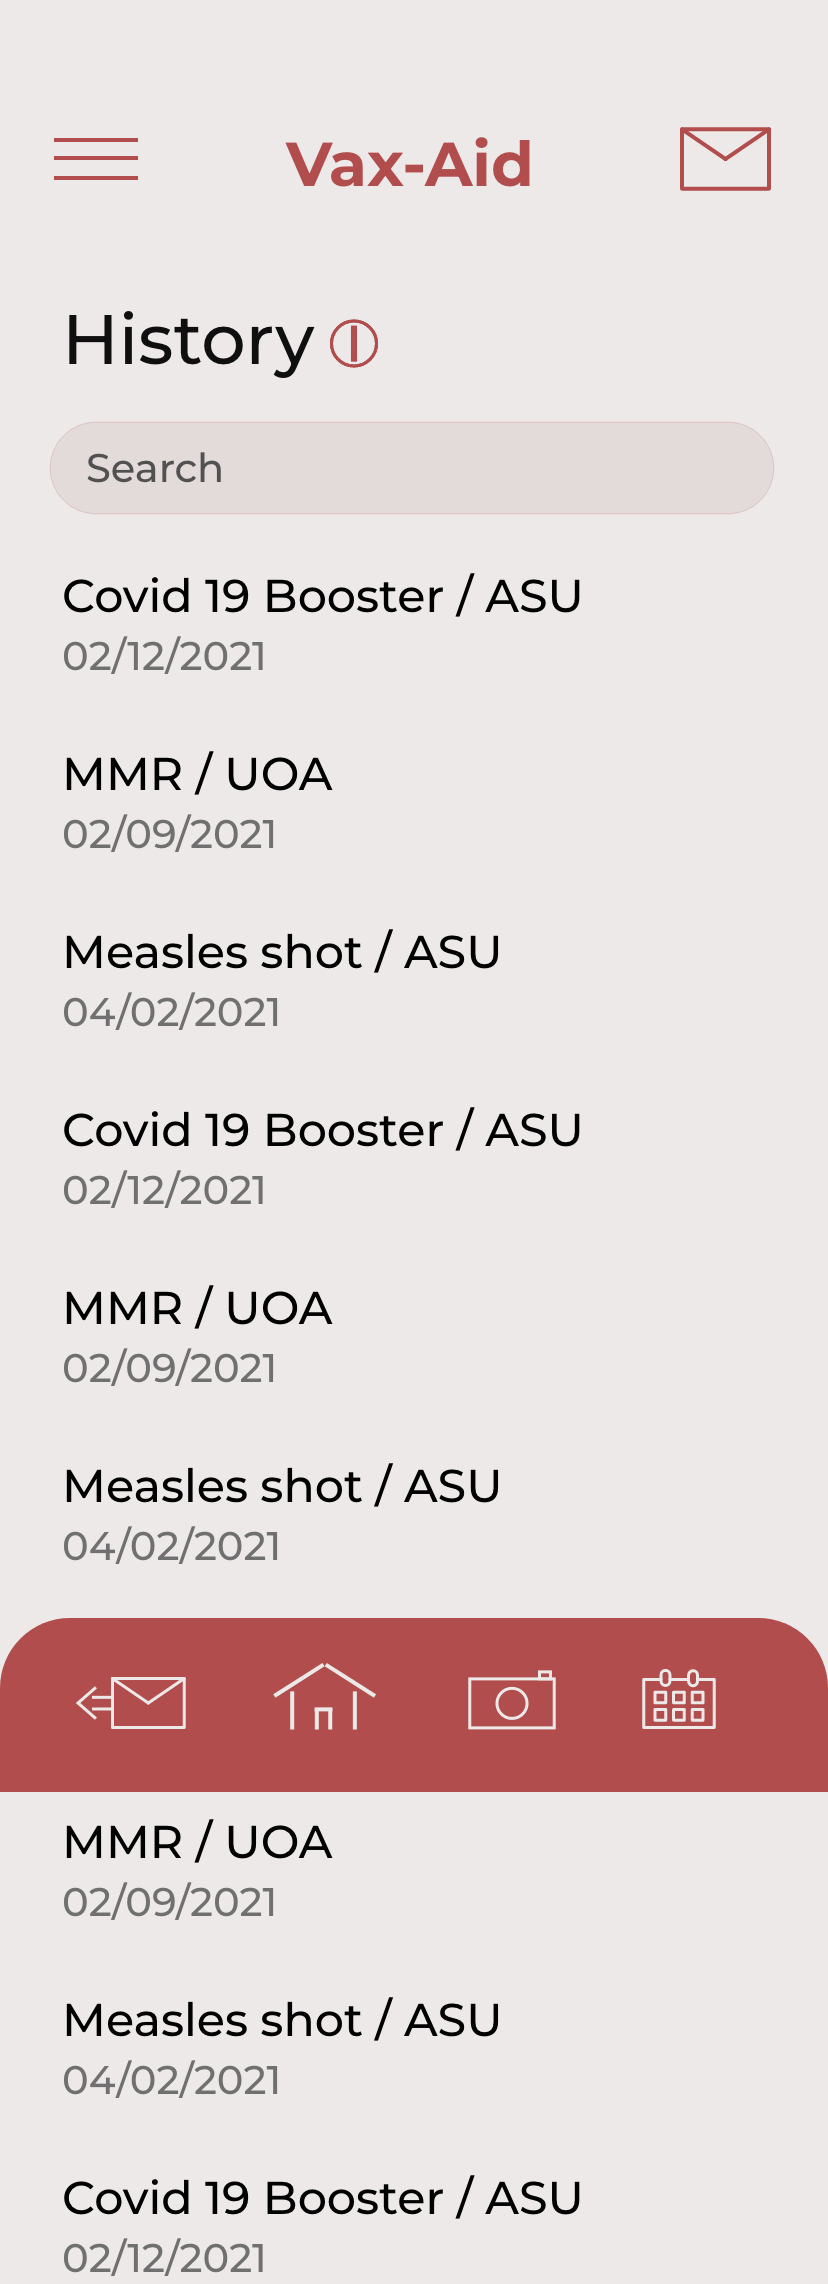 Vax-Aid
History
Search
Covid 19 Booster / ASU
02/12/2021
MMR / UOA
02/09/2021
Measles shot / ASU
04/02/2021
Covid 19 Booster / ASU
02/12/2021
MMR / UOA
02/09/2021
Measles shot / ASU
04/02/2021
MMR / UOA
02/09/2021
Measles shot / ASU
04/02/2021
Covid 19 Booster / ASU
02/12/2021